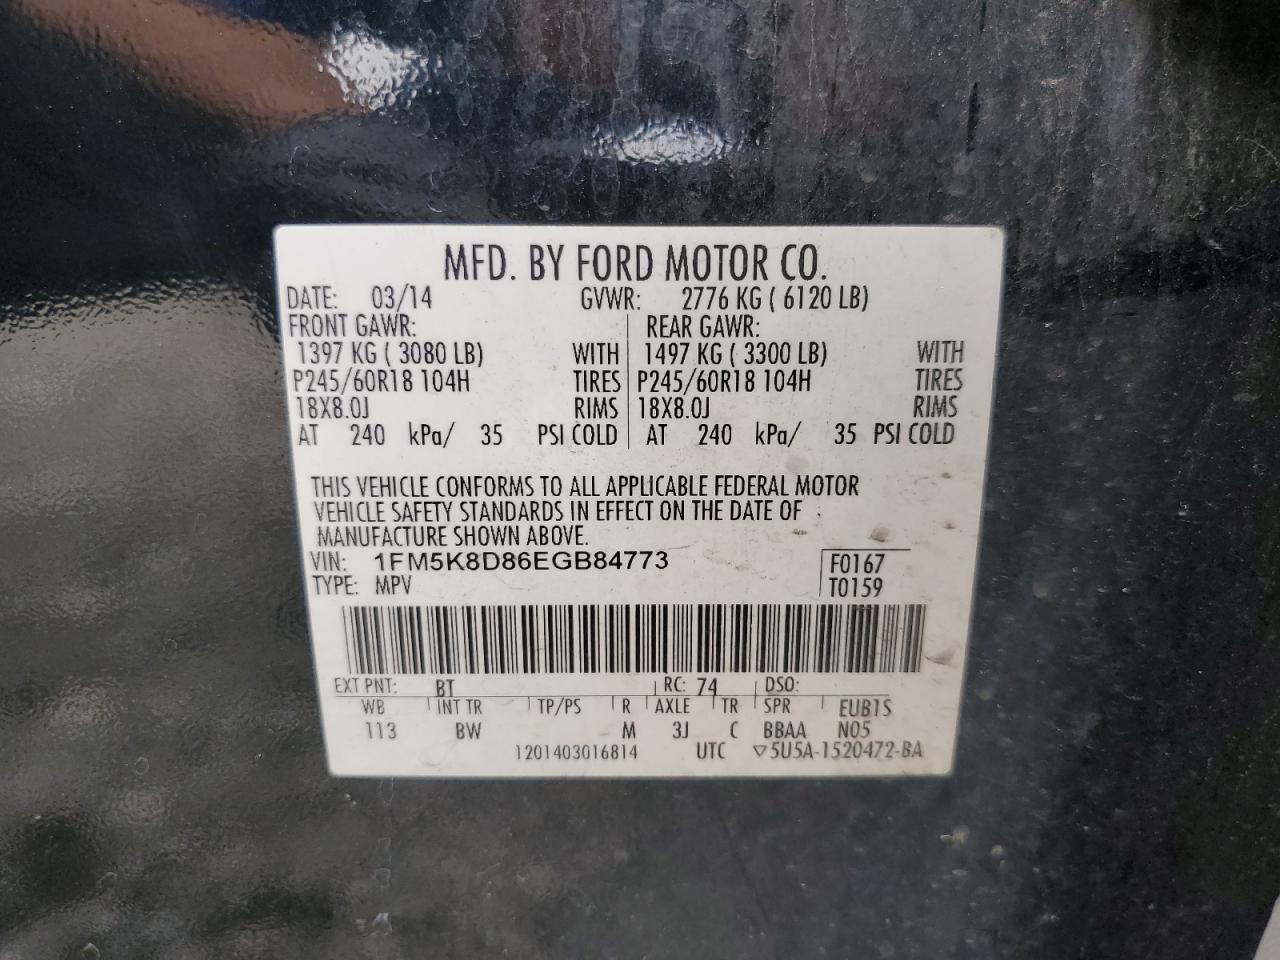 MFD. BY FORD MOTOR CO.
DATE: 03/14 GVWR: 2776 KG ( 6120 LB)
FRONT GAWR: REAR GAWR:
1397 KG ( 3080 LB) WITH 1497 KG ( 3300 LB) WITH
P245/60R18 104H TIRES P245/60R18 104H TIRES
18X8.0J RIMS 18X8.0J RIMS
AT 240 kPa/ 35 PSI COLD AT 240 kPa/ 35 PSI COLD
THIS VEHICLE CONFORMS TO ALL APPLICABLE FEDERAL MOTOR
VEHICLE SAFETY STANDARDS IN EFFECT ON THE DATE OF
MANUFACTURE SHOWN ABOVE.
VIN: 1FM5K8D86EGB84773 F0167
TYPE: MPV T0159
EXT PNT: BT RC: 74 DSO:
WB INT TR TP/PS R AXLE TR SPR EUB1S
113 BW M 3J C BBAA N05
1201403016814 UTC ▽5U5A-1520472-BA